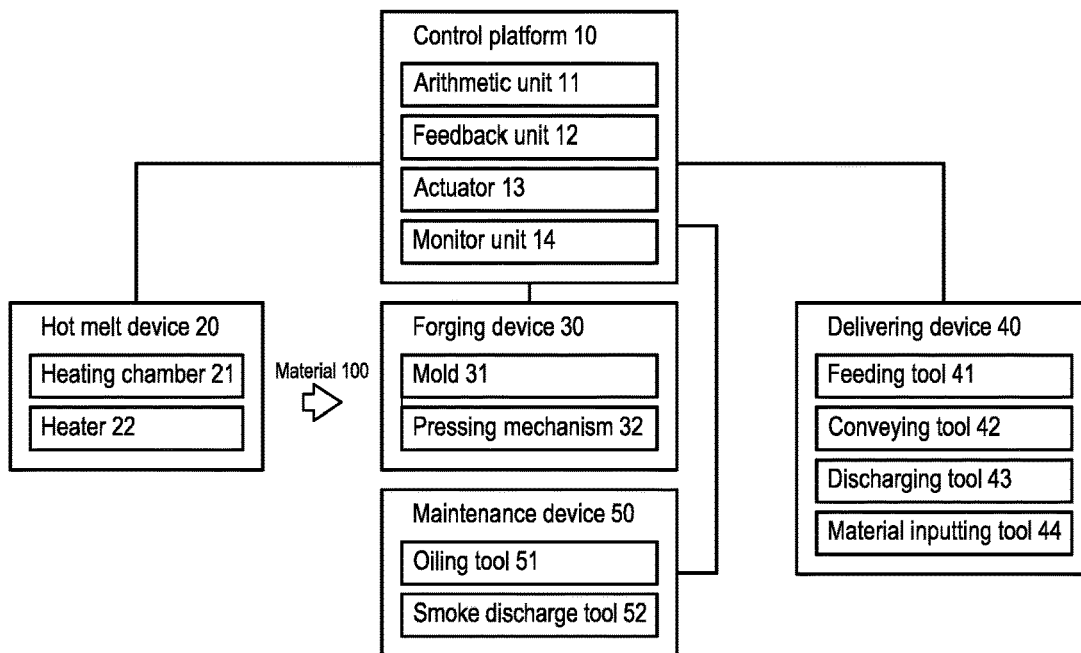 Control platform 10
Arithmetic unit 11
Feedback unit 12
Actuator 13
Monitor unit 14
Hot melt device 20
Heating chamber 21
Heater 22
Material 100
Forging device 30
Mold 31
Pressing mechanism 32
Delivering device 40
Feeding tool 41
Conveying tool 42
Discharging tool 43
Material inputting tool 44
Maintenance device 50
Oiling tool 51
Smoke discharge tool 52